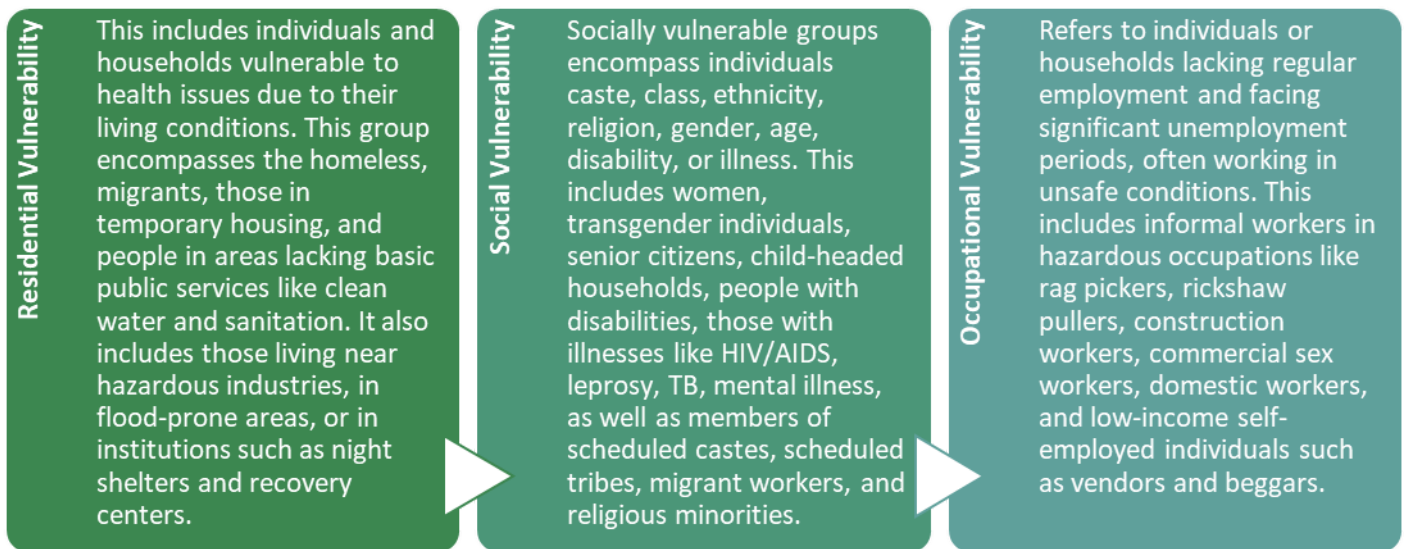 Residential Vulnerability
This includes individuals and
households vulnerable to
health issues due to their
living conditions. This group
encompasses the homeless,
migrants, those in
temporary housing, and
people in areas lacking basic
public services like clean
water and sanitation. It also
includes those living near
hazardous industries, in
flood-prone areas, or in
institutions such as night
shelters and recovery
centers.
Social Vulnerability
Socially vulnerable groups
encompass individuals
caste, class, ethnicity,
religion, gender, age,
disability, or illness. This
includes women,
transgender individuals,
senior citizens, child-headed
households, people with
disabilities, those with
illnesses like HIV/AIDS,
leprosy, TB, mental illness,
as well as members of
scheduled castes, scheduled
tribes, migrant workers, and
religious minorities.
Occupational Vulnerability
Refers to individuals or
households lacking regular
employment and facing
significant unemployment
periods, often working in
unsafe conditions. This
includes informal workers in
hazardous occupations like
rag pickers, rickshaw
pullers, construction
workers, commercial sex
workers, domestic workers,
and low-income self-
employed individuals such
as vendors and beggars.